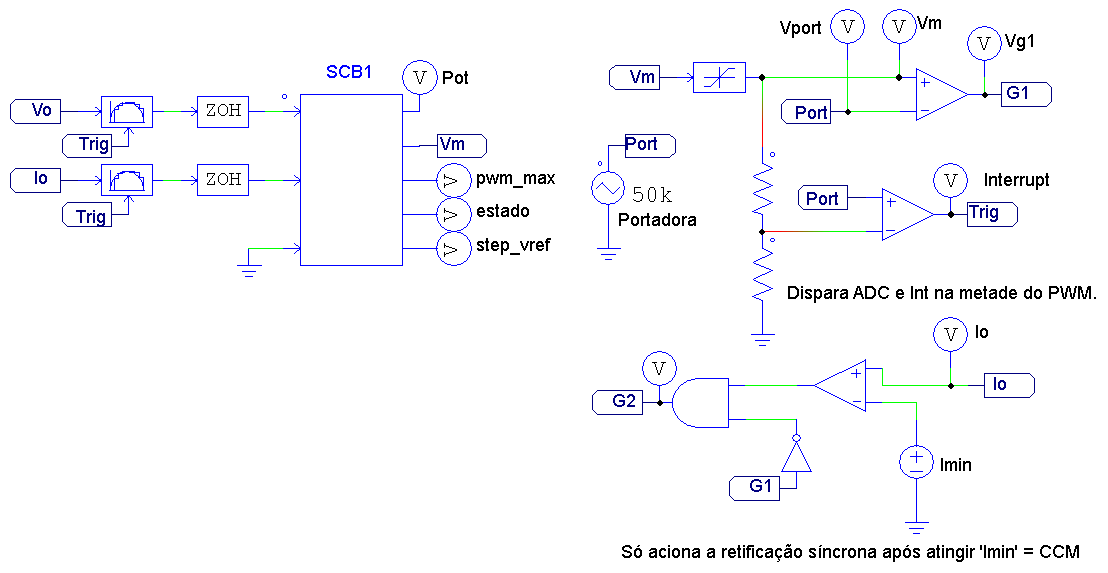 SCB1
Pot
Vo
ZOH
Trig
Vm
Io
ZOH
Trig
pwm_max
estado
step_vref
Vport
Vm
Vg1
Vm
G1
Port
Port
50k
Portadora
Interrupt
Port
Trig
Dispara ADC e Int na metade do PWM.
Io
Io
G2
Imin
G1
Só aciona a retificação síncrona após atingir 'Imin' = CCM
V
V
V
V
V
V
V
V
V
V